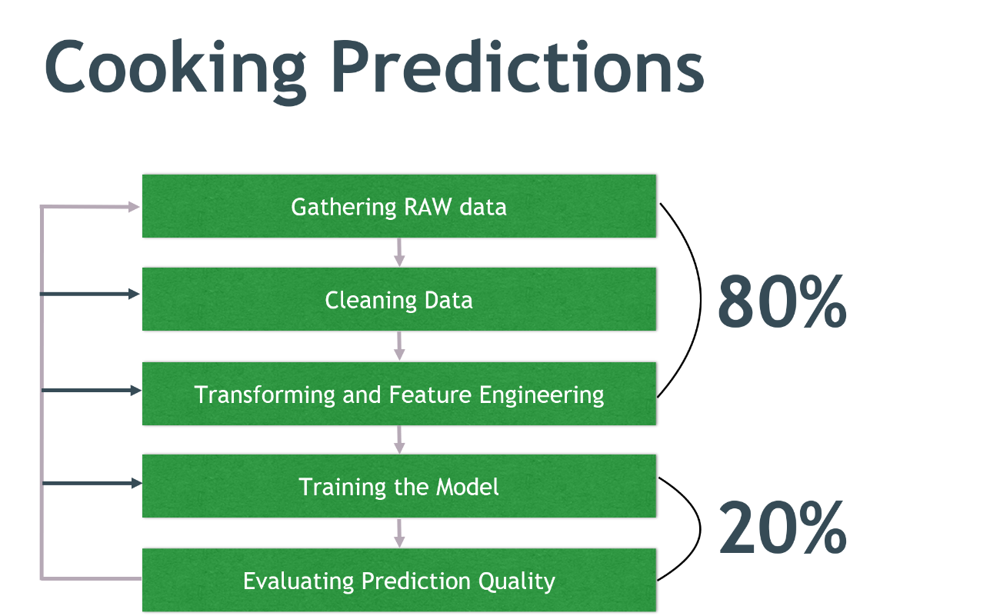 Cooking Predictions
Gathering RAW data
Cleaning Data
Transforming and Feature Engineering
80%
Training the Model
Evaluating Prediction Quality
20%